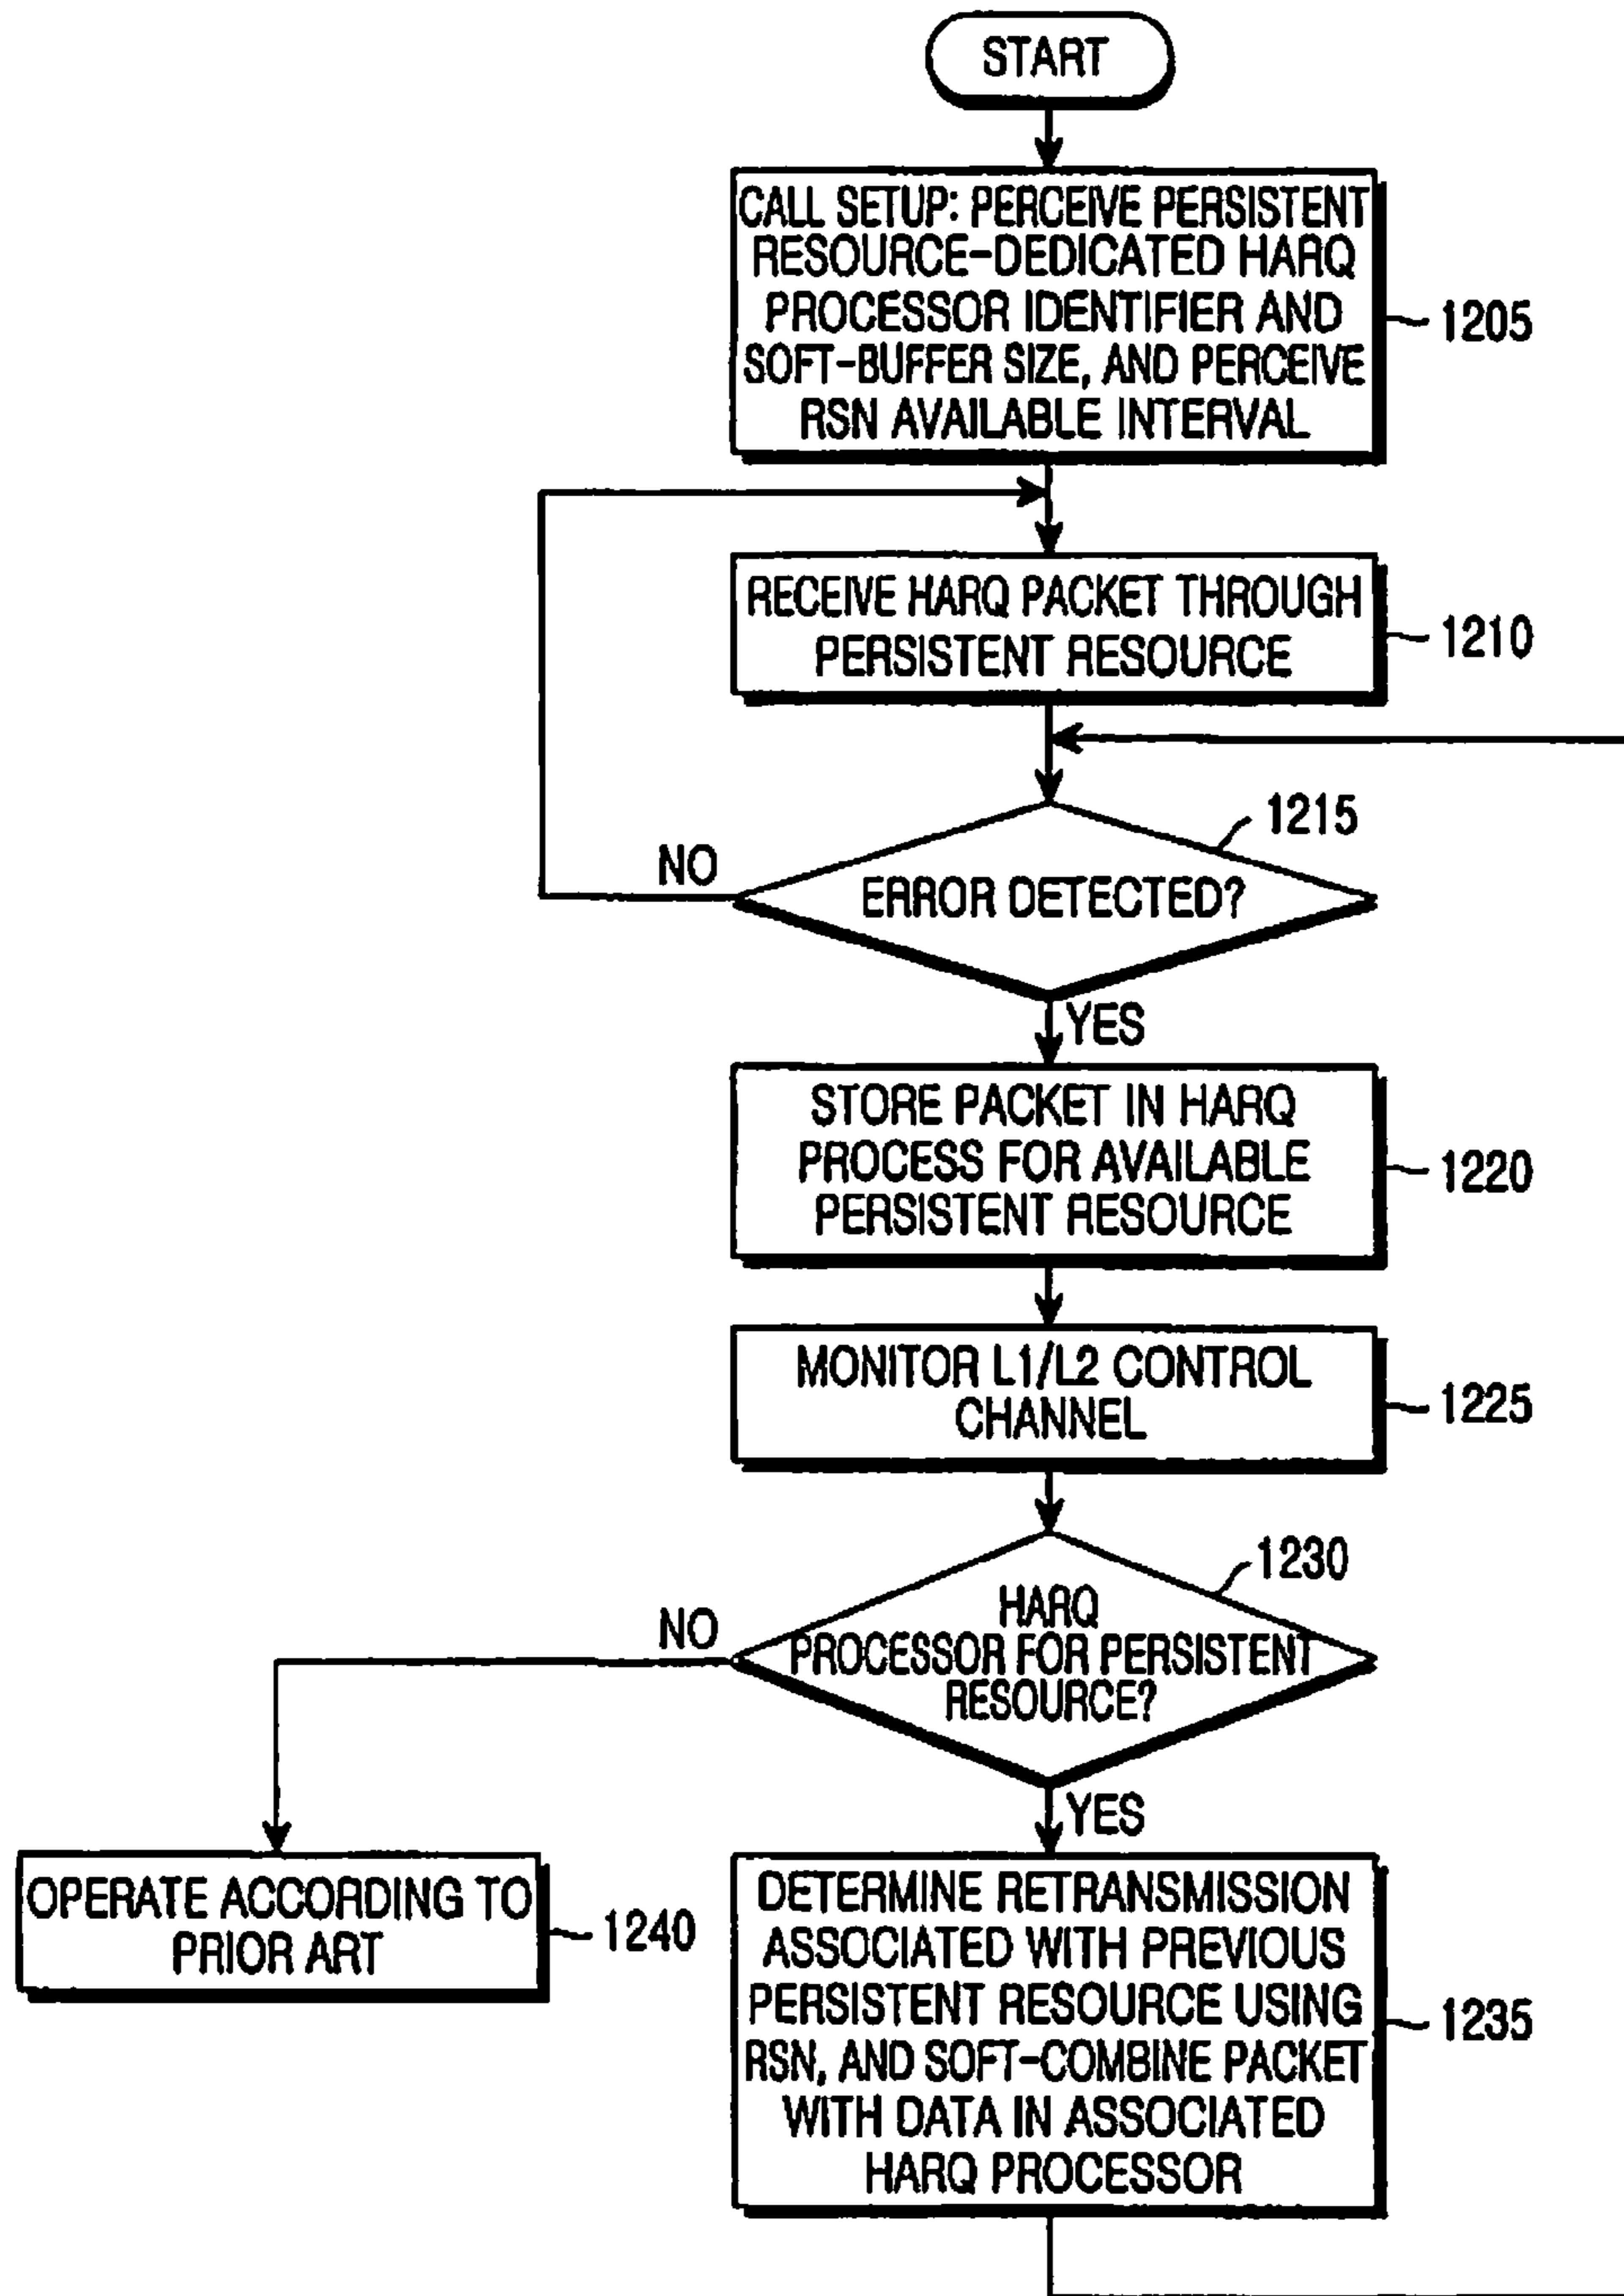 START
CALL SETUP: PERCEIVE PERSISTENT
RESOURCE-DEDICATED HARQ
PROCESSOR IDENTIFIER AND
SOFT-BUFFER SIZE, AND PERCEIVE
RSN AVAILABLE INTERVAL
1205
RECEIVE HARQ PACKET THROUGH
PERSISTENT RESOURCE
1210
1215
NO
ERROR DETECTED?
YES
STORE PACKET IN HARQ
PROCESS FOR AVAILABLE
PERSISTENT RESOURCE
1220
MONITOR L1/L2 CONTROL
CHANNEL
1225
1230
NO
HARQ
PROCESSOR FOR PERSISTENT
RESOURCE?
YES
OPERATE ACCORDING TO
PRIOR ART
1240
DETERMINE RETRANSMISSION
ASSOCIATED WITH PREVIOUS
PERSISTENT RESOURCE USING
RSN, AND SOFT-COMBINE PACKET
WITH DATA IN ASSOCIATED
HARQ PROCESSOR
1235